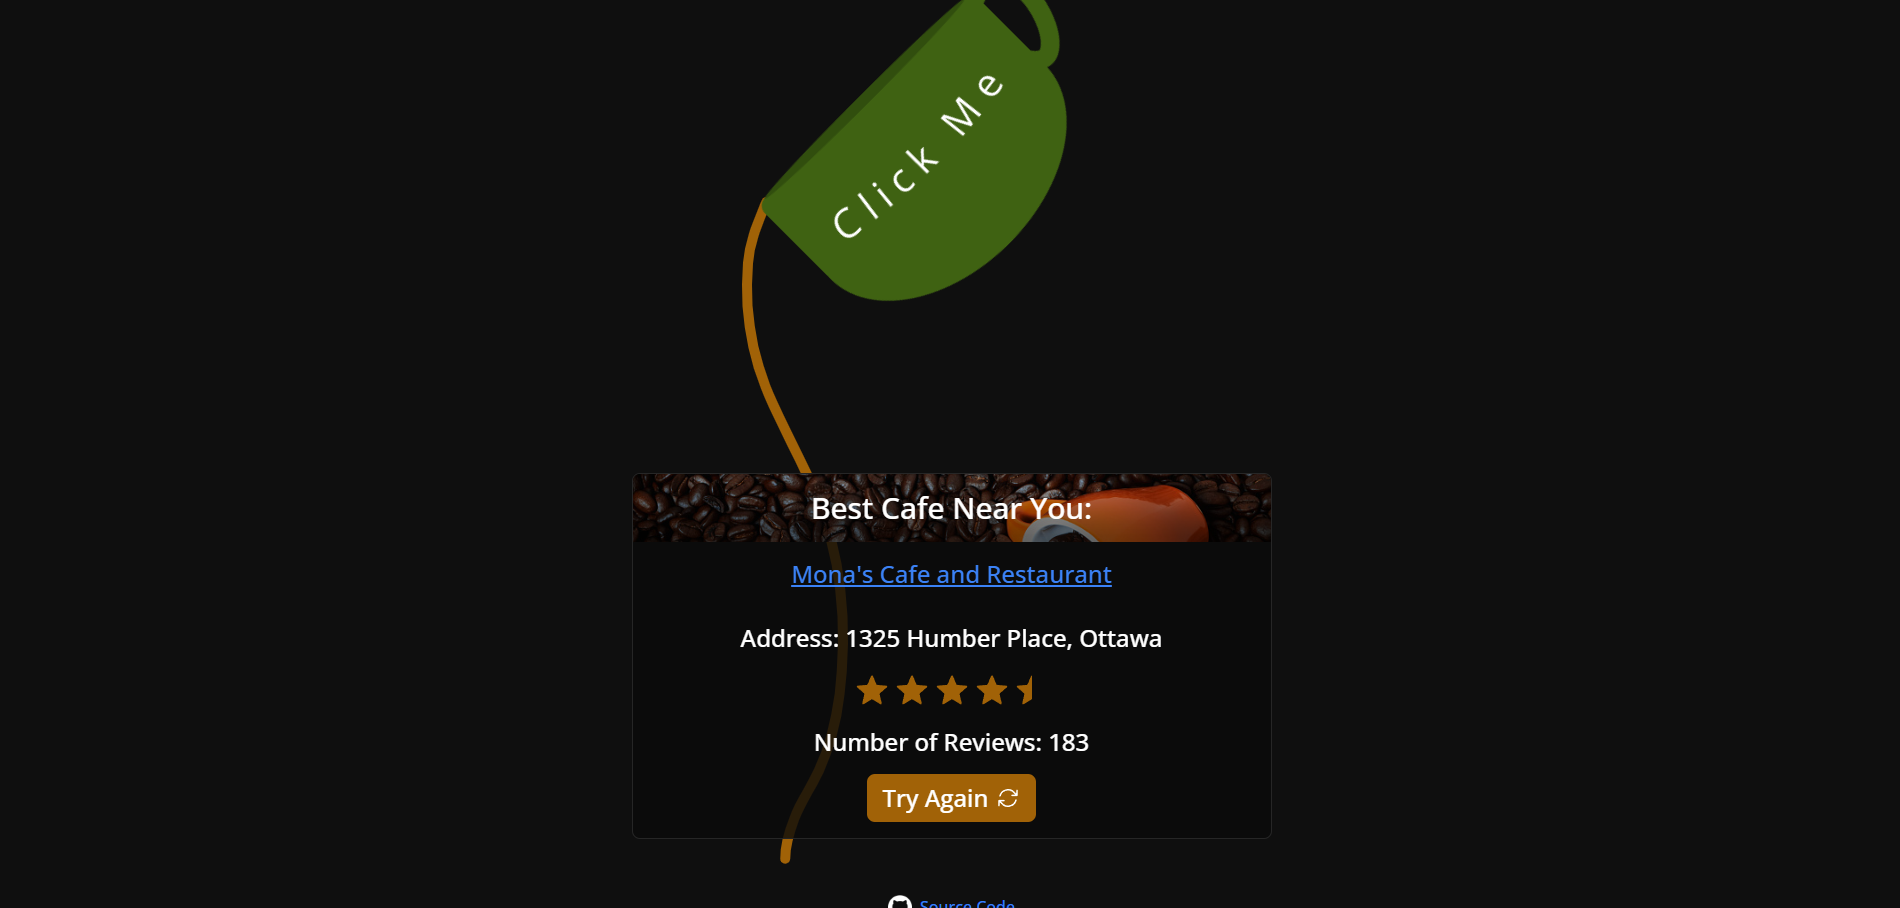 Click Me
Best Cafe Near You:
Mona's Cafe and Restaurant
Address: 1325 Humber Place, Ottawa
Number of Reviews: 183
Try Again
Source Code